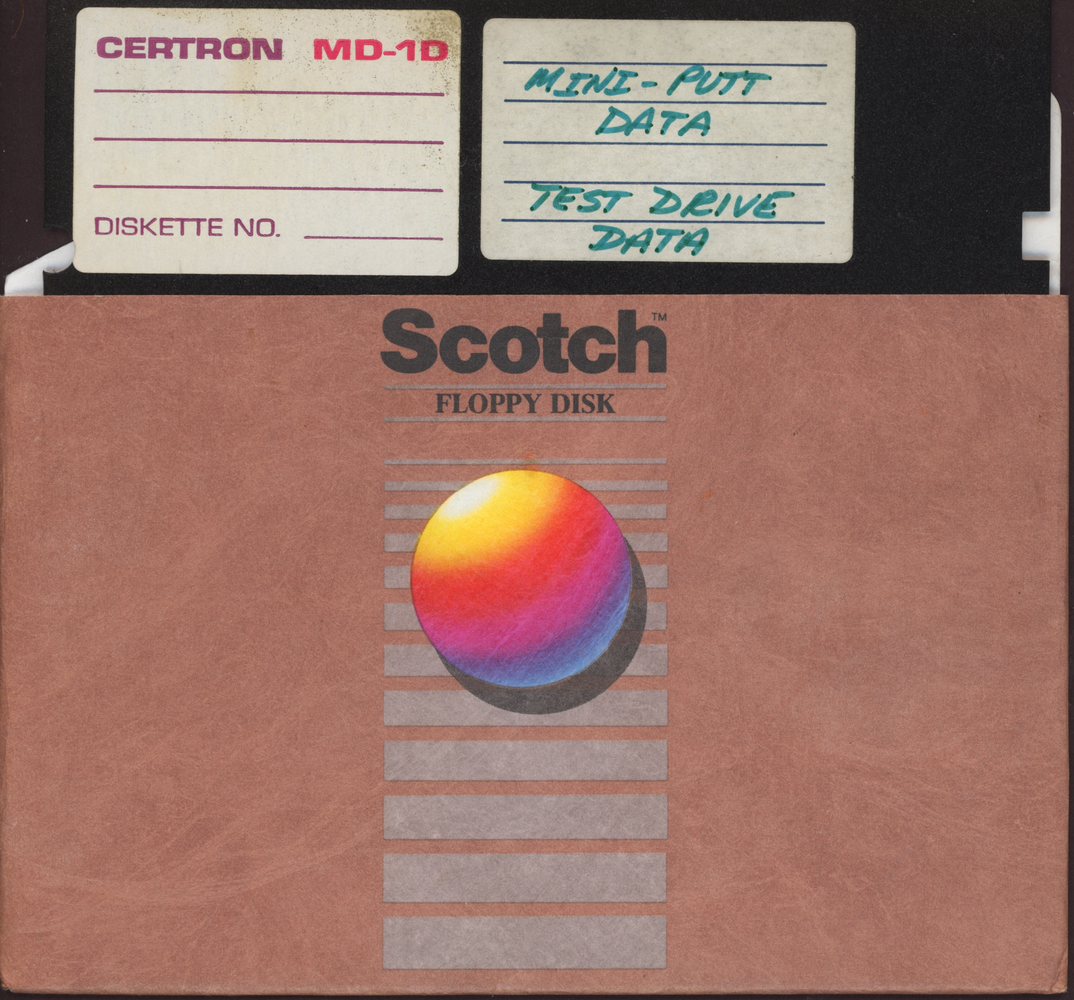 CERTRON MD-1D
DISKETTE NO.
MINI-PUTT
DATA
TEST DRIVE
DATA
Scotch™
FLOPPY DISK